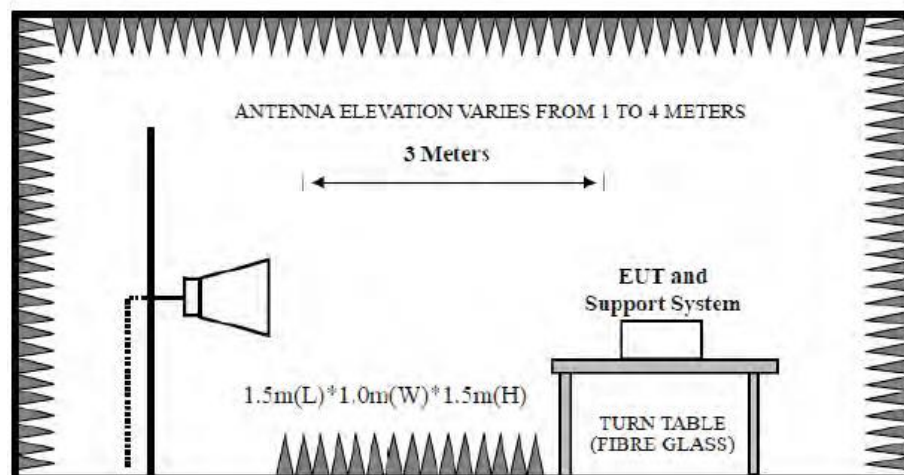 ANTENNA ELEVATION VARIES FROM 1 TO 4 METERS
3 Meters
EUT and
Support System
1.5m(L)*1.0m(W)*1.5m(H)
TURN TABLE
(FIBRE GLASS)